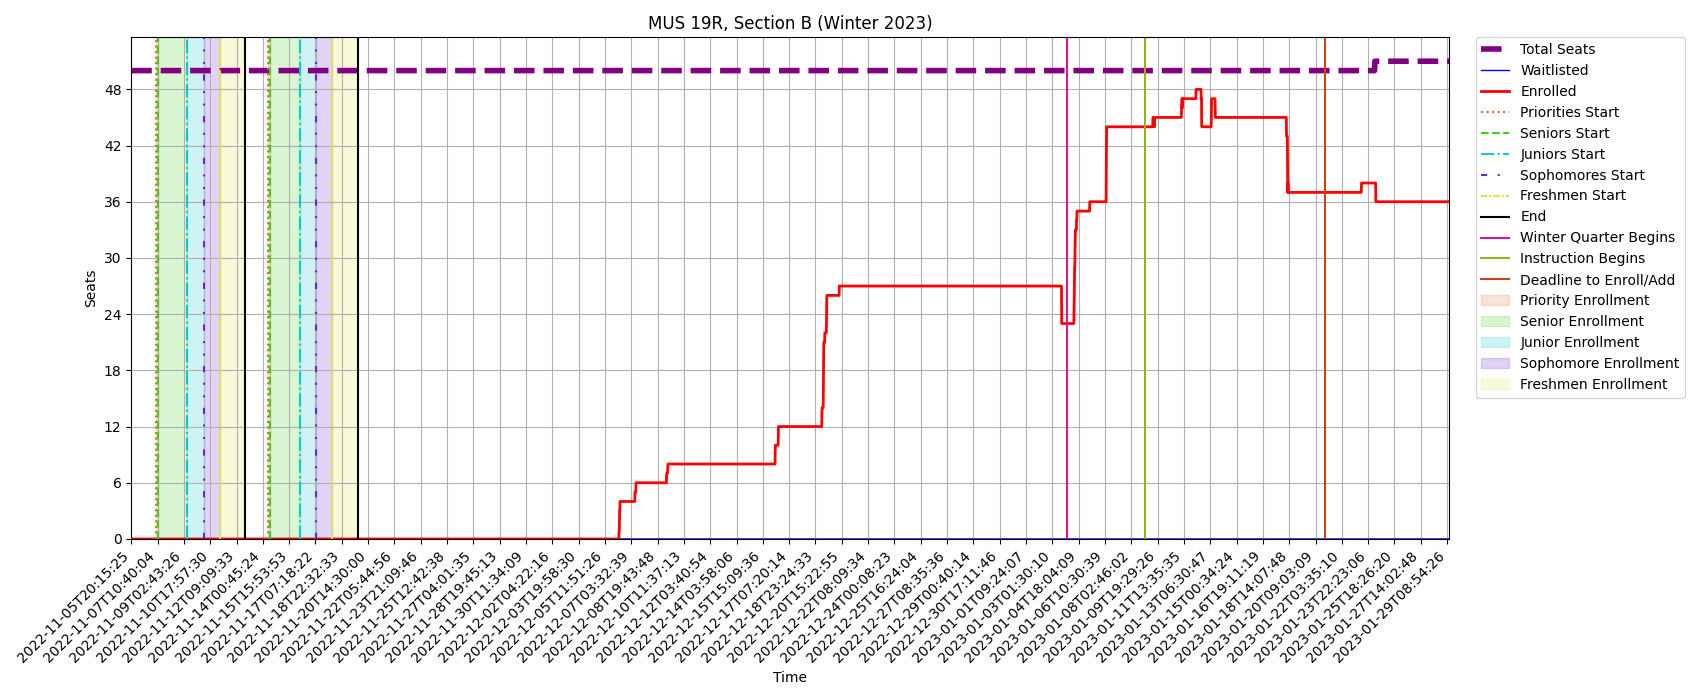 MUS 19R, Section B (Winter 2023)
Seats
48
42
36
30
24
18
12
6
0
2022-11-05T20:15:25
2022-11-07T10:40:04
2022-11-09T02:43:26
2022-11-10T17:57:30
2022-11-12T09:09:33
2022-11-14T00:45:24
2022-11-15T15:53:53
2022-11-17T07:18:22
2022-11-18T22:32:33
2022-11-20T14:30:00
2022-11-22T05:44:56
2022-11-23T21:09:46
2022-11-25T12:42:38
2022-11-27T04:01:35
2022-11-28T19:45:13
2022-11-30T11:34:09
2022-12-02T04:22:16
2022-12-03T19:58:30
2022-12-05T11:51:26
2022-12-07T03:32:39
2022-12-08T19:43:48
2022-12-10T11:37:13
2022-12-12T03:40:54
2022-12-14T03:58:06
2022-12-15T15:09:36
2022-12-17T07:20:14
2022-12-18T23:24:33
2022-12-20T15:22:55
2022-12-22T08:09:34
2022-12-24T00:08:23
2022-12-25T16:24:04
2022-12-27T08:35:36
2022-12-29T00:40:14
2022-12-30T17:11:46
2023-01-01T09:24:07
2023-01-03T01:30:10
2023-01-04T18:04:09
2023-01-06T10:30:39
2023-01-08T02:46:02
2023-01-09T19:29:26
2023-01-11T13:35:35
2023-01-13T06:30:47
2023-01-15T00:34:24
2023-01-16T19:11:19
2023-01-18T14:07:48
2023-01-20T09:03:09
2023-01-22T03:35:10
2023-01-23T22:23:06
2023-01-25T18:26:20
2023-01-27T14:02:48
2023-01-29T08:54:26
Time
Total Seats
Waitlisted
Enrolled
Priorities Start
Seniors Start
Juniors Start
Sophomores Start
Freshmen Start
End
Winter Quarter Begins
Instruction Begins
Deadline to Enroll/Add
Priority Enrollment
Senior Enrollment
Junior Enrollment
Sophomore Enrollment
Freshmen Enrollment